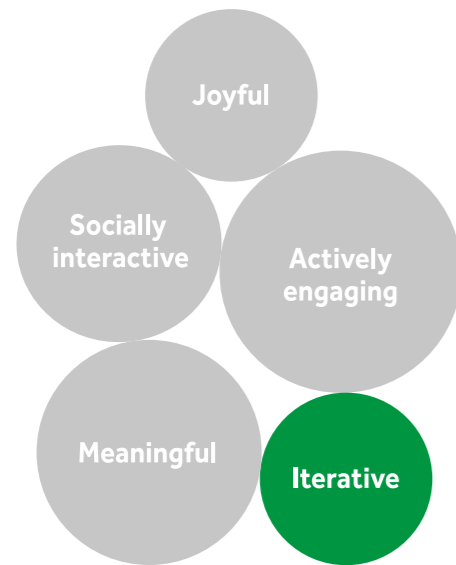 Joyful
Socially
interactive
Actively
engaging
Meaningful
Iterative